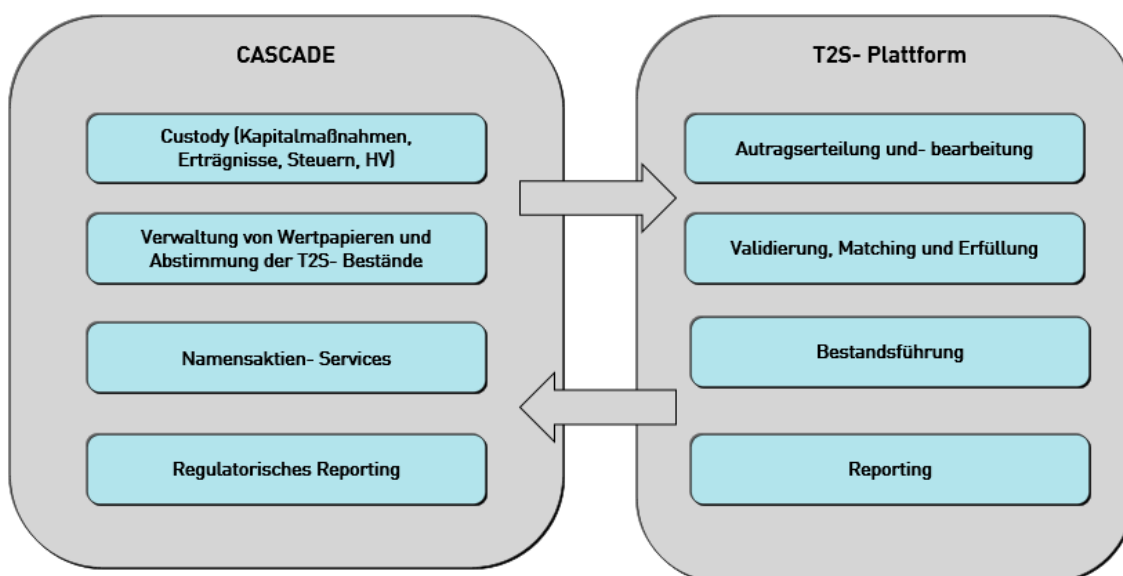 CASCADE
Custody (Kapitalmaßnahmen,
Erträgnisse, Steuern, HV)
Verwaltung von Wertpapieren und
Abstimmung der T2S- Bestände
Namensaktien- Services
Regulatorisches Reporting
T2S- Plattform
Autragserteilung und- bearbeitung
Validierung, Matching und Erfüllung
Bestandsführung
Reporting